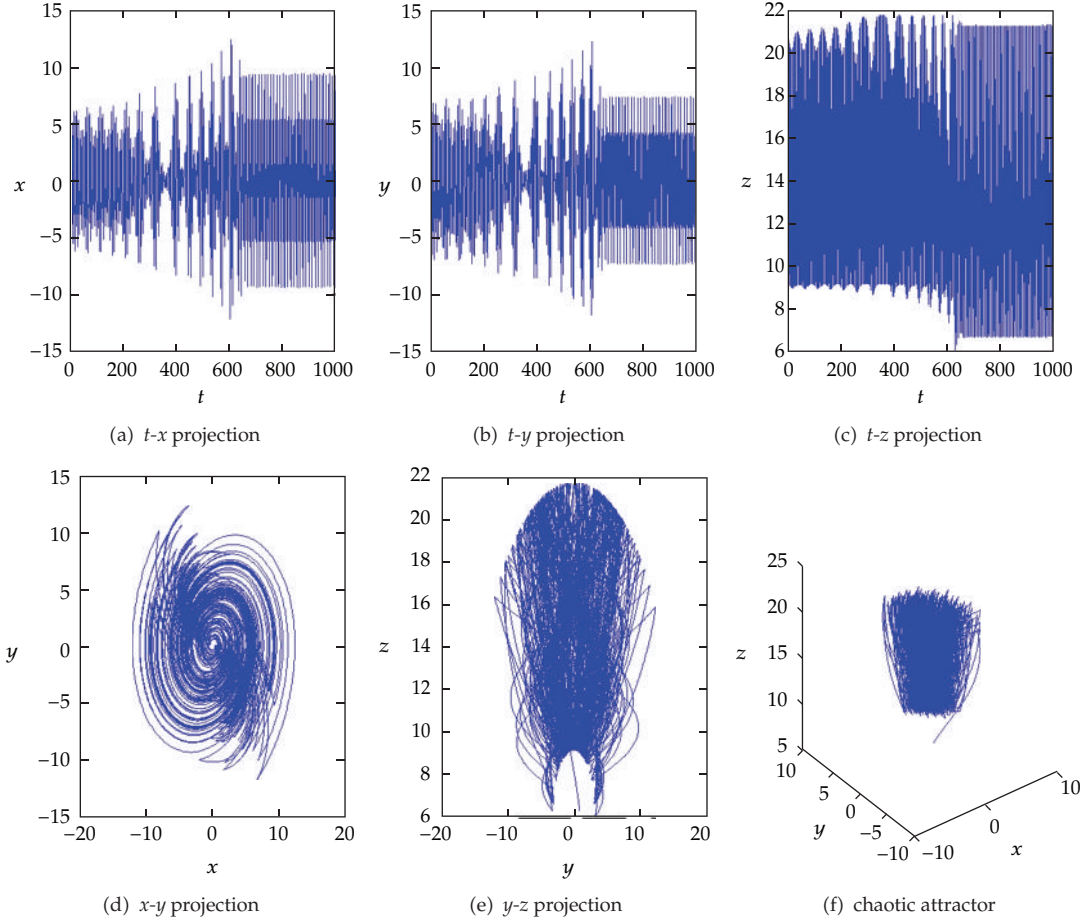 15
10
5
x 0
−5
−10
−15
0 200 400 600 800 1000
t
(a) t-x projection
15
10
5
y 0
−5
−10
−15
0 200 400 600 800 1000
t
(b) t-y projection
22
20
18
16
z 14
12
10
8
6
0 200 400 600 800 1000
t
(c) t-z projection
15
10
5
y 0
−5
−10
−15
−20 −10 0 10 20
x
(d) x-y projection
22
20
18
16
z 14
12
10
8
6
−20 −10 0 10 20
y
(e) y-z projection
25
20
z 15
10
5
10
5
0
y −5
−10
−10
0
x
10
(f) chaotic attractor